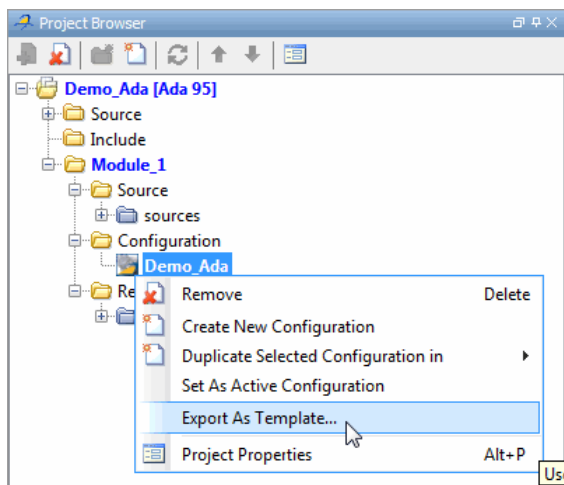 Project Browser
Demo_Ada [Ada 95]
Source
Include
Module_1
Source
sources
Configuration
Demo_Ada
Re
Remove Delete
Create New Configuration
Duplicate Selected Configuration in
Set As Active Configuration
Export As Template...
Project Properties Alt+P
Us